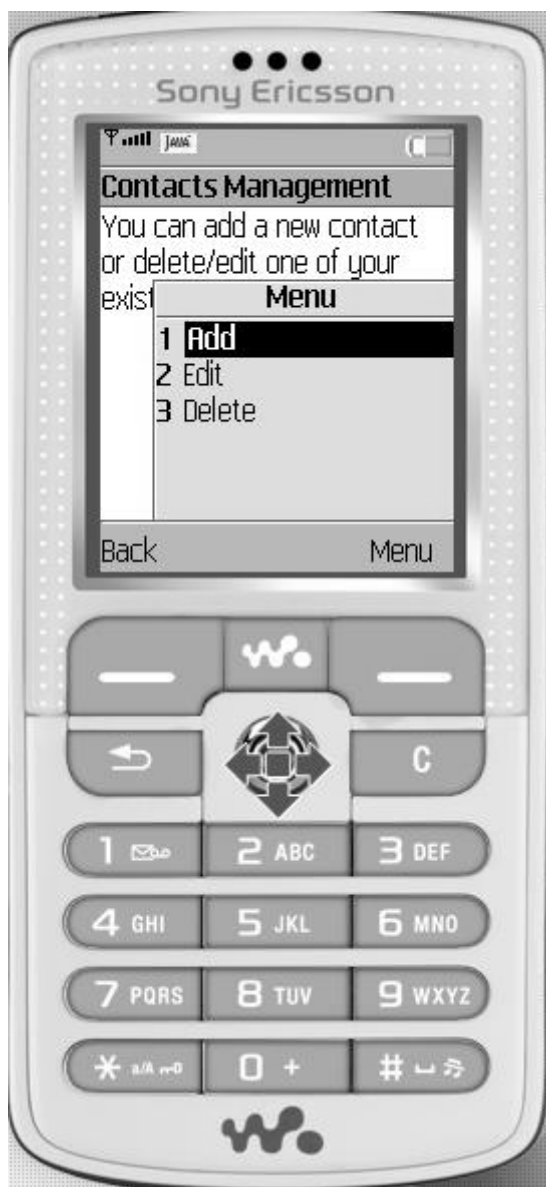 Sony Ericsson
JAVA
Contacts Management
You can add a new contact
or delete/edit one of your
exist
Menu
1 Add
2 Edit
3 Delete
Back Menu
C
1 2 ABC 3 DEF
4 GHI 5 JKL 6 MNO
7 PQRS 8 TUV 9 WXYZ
* a/A 0 + #